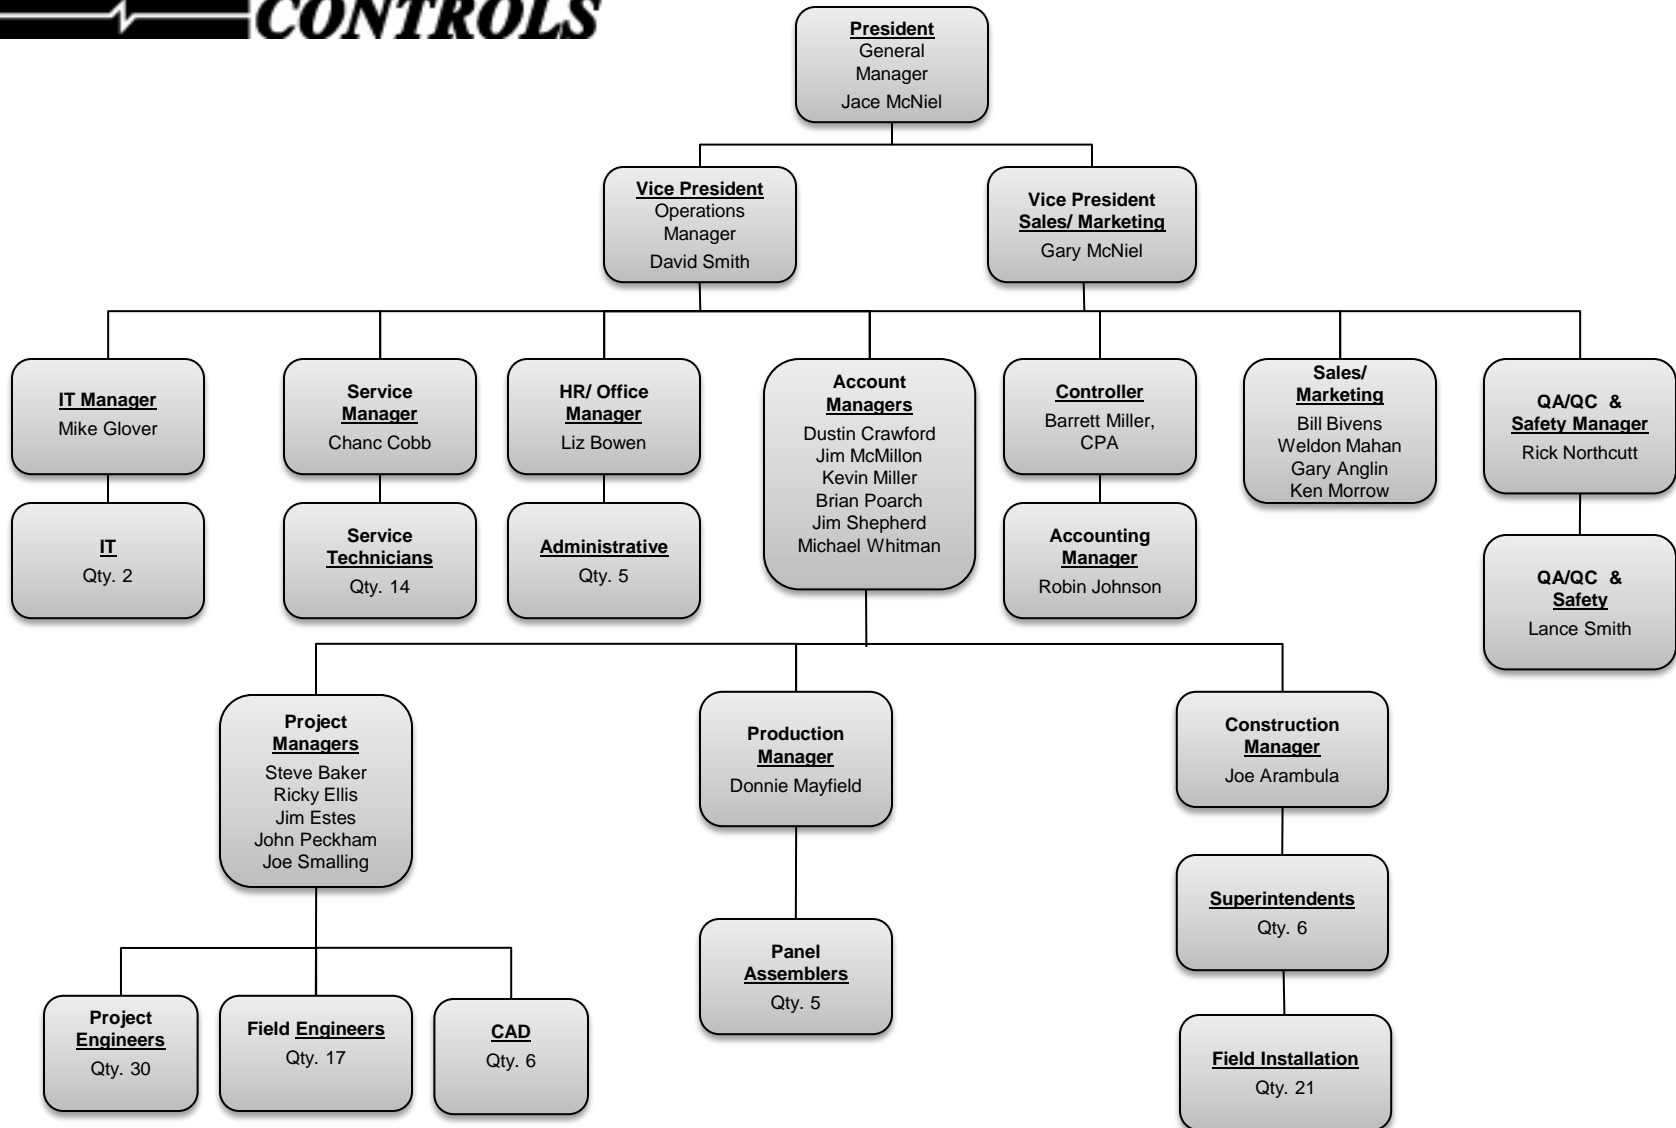 CONTROLS
President
General
Manager
Jace McNiel
Vice President
Operations
Manager
David Smith
Vice President
Sales/ Marketing
Gary McNiel
IT Manager
Mike Glover
Service
Manager
Chanc Cobb
HR/ Office
Manager
Liz Bowen
Account
Managers
Dustin Crawford
Jim McMillon
Kevin Miller
Brian Poarch
Jim Shepherd
Michael Whitman
Controller
Barrett Miller,
CPA
Sales/
Marketing
Bill Bivens
Weldon Mahan
Gary Anglin
Ken Morrow
QA/QC &
Safety Manager
Rick Northcutt
IT
Qty. 2
Service
Technicians
Qty. 14
Administrative
Qty. 5
Accounting
Manager
Robin Johnson
QA/QC &
Safety
Lance Smith
Project
Managers
Steve Baker
Ricky Ellis
Jim Estes
John Peckham
Joe Smalling
Production
Manager
Donnie Mayfield
Construction
Manager
Joe Arambula
Superintendents
Qty. 6
Panel
Assemblers
Qty. 5
Project
Engineers
Qty. 30
Field Engineers
Qty. 17
CAD
Qty. 6
Field Installation
Qty. 21